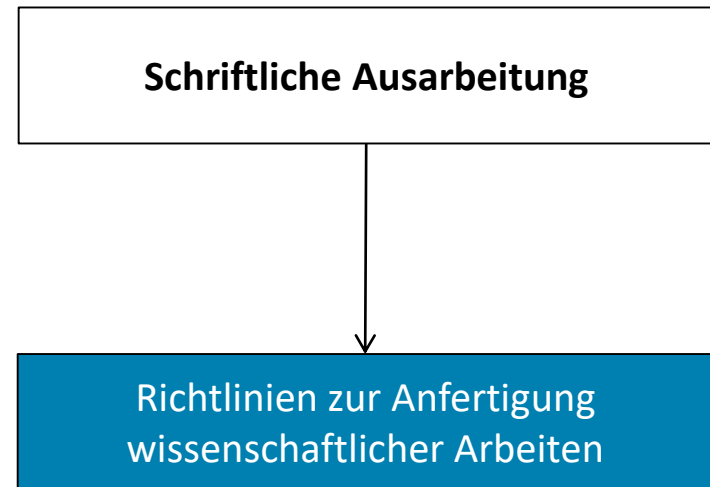 Schriftliche Ausarbeitung
Richtlinien zur Anfertigung
wissenschaftlicher Arbeiten